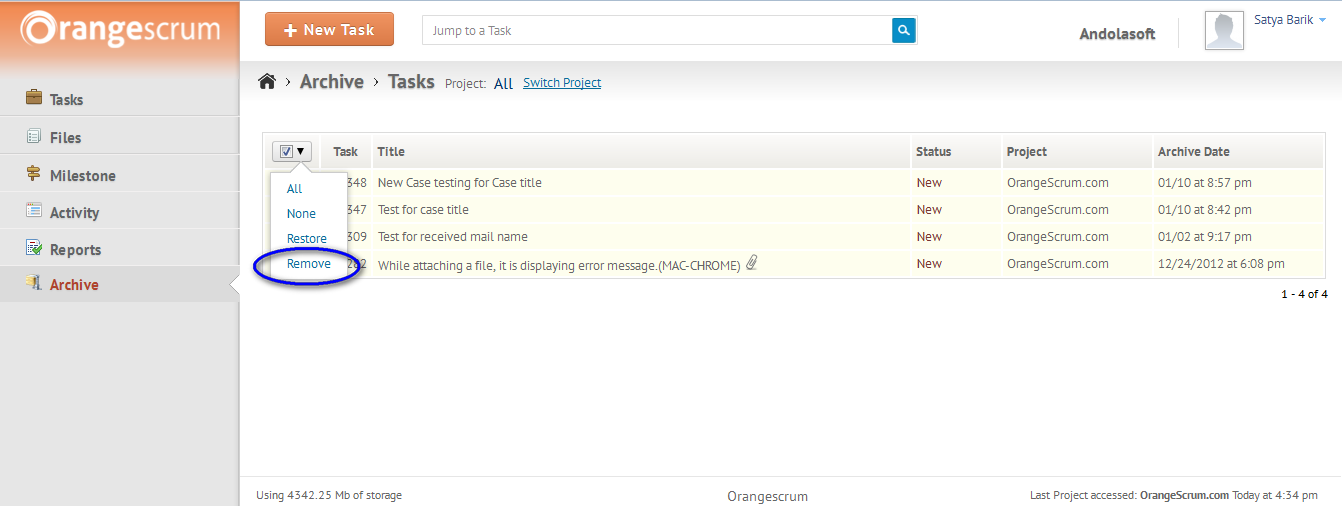 Orangescrum
+ New Task
Jump to a Task
Andolasoft
Satya Barik
Archive Tasks Project: All Switch Project
Tasks
Files
Milestone
Activity
Reports
Archive
Task Title Status Project Archive Date
348 New Case testing for Case title New OrangeScrum.com 01/10 at 8:57 pm
347 Test for case title New OrangeScrum.com 01/10 at 8:42 pm
309 Test for received mail name New OrangeScrum.com 01/02 at 9:17 pm
While attaching a file, it is displaying error message.(MAC-CHROME) New OrangeScrum.com 12/24/2012 at 6:08 pm
All
None
Restore
Remove
1 - 4 of 4
Using 4342.25 Mb of storage
Orangescrum
Last Project accessed: OrangeScrum.com Today at 4:34 pm